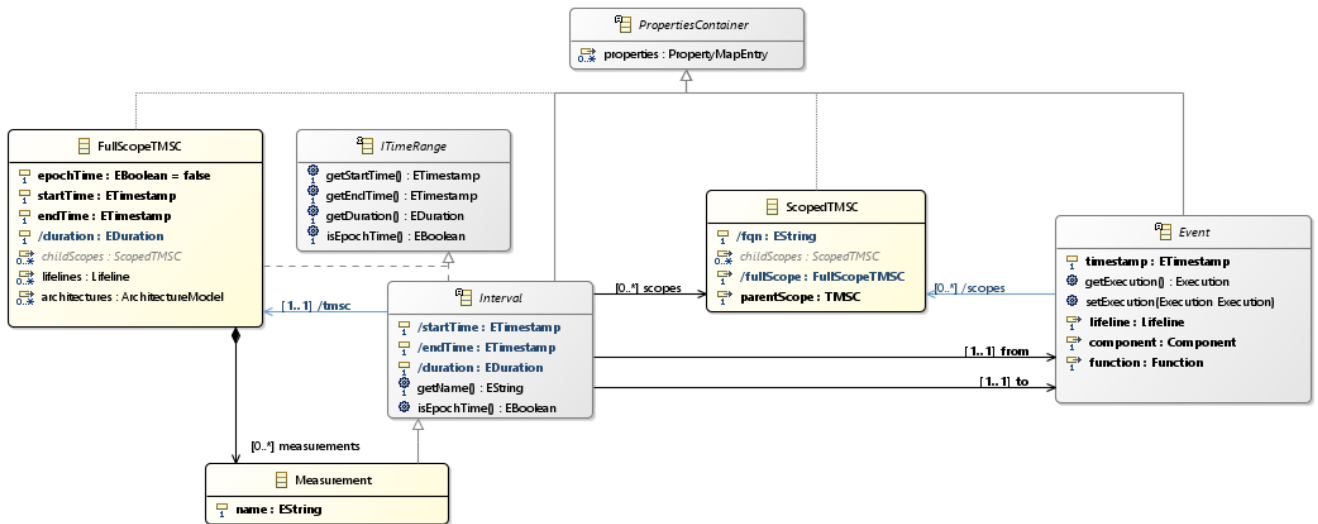 PropertiesContainer
0..* properties : PropertyMapEntry
FullScopeTMSC
1 epochTime : EBoolean = false
1 startTime : ETimestamp
1 endTime : ETimestamp
1 /duration : EDuration
0..* childScopes : ScopedTMSC
0..* lifelines : Lifeline
0..* architectures : ArchitectureModel
ITimeRange
1 getStartTime() : ETimestamp
1 getEndTime() : ETimestamp
1 getDuration() : EDuration
1 isEpochTime() : EBoolean
ScopedTMSC
1 /fqn : EString
0..* childScopes : ScopedTMSC
1 /fullScope : FullScopeTMSC
1 parentScope : TMSC
Event
1 timestamp : ETimestamp
getExecution() : Execution
setExecution(Execution Execution)
1 lifeline : Lifeline
1 component : Component
1 function : Function
[1..1] /tmsc
Interval
1 /startTime : ETimestamp
1 /endTime : ETimestamp
1 /duration : EDuration
1 getName() : EString
isEpochTime() : EBoolean
[0..*] scopes
[0..*] /scopes
[1..1] from
[1..1] to
[0..*] measurements
Measurement
1 name : EString